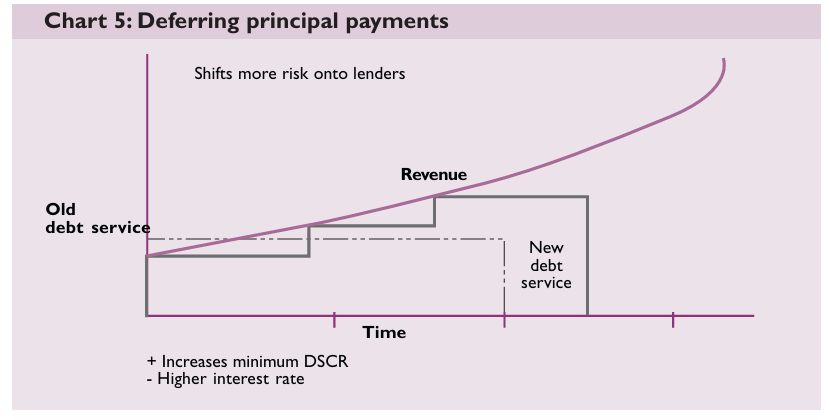 Chart 5: Deferring principal payments
Shifts more risk onto lenders
Revenue
Old
debt service
New
debt
service
Time
+ Increases minimum DSCR
- Higher interest rate